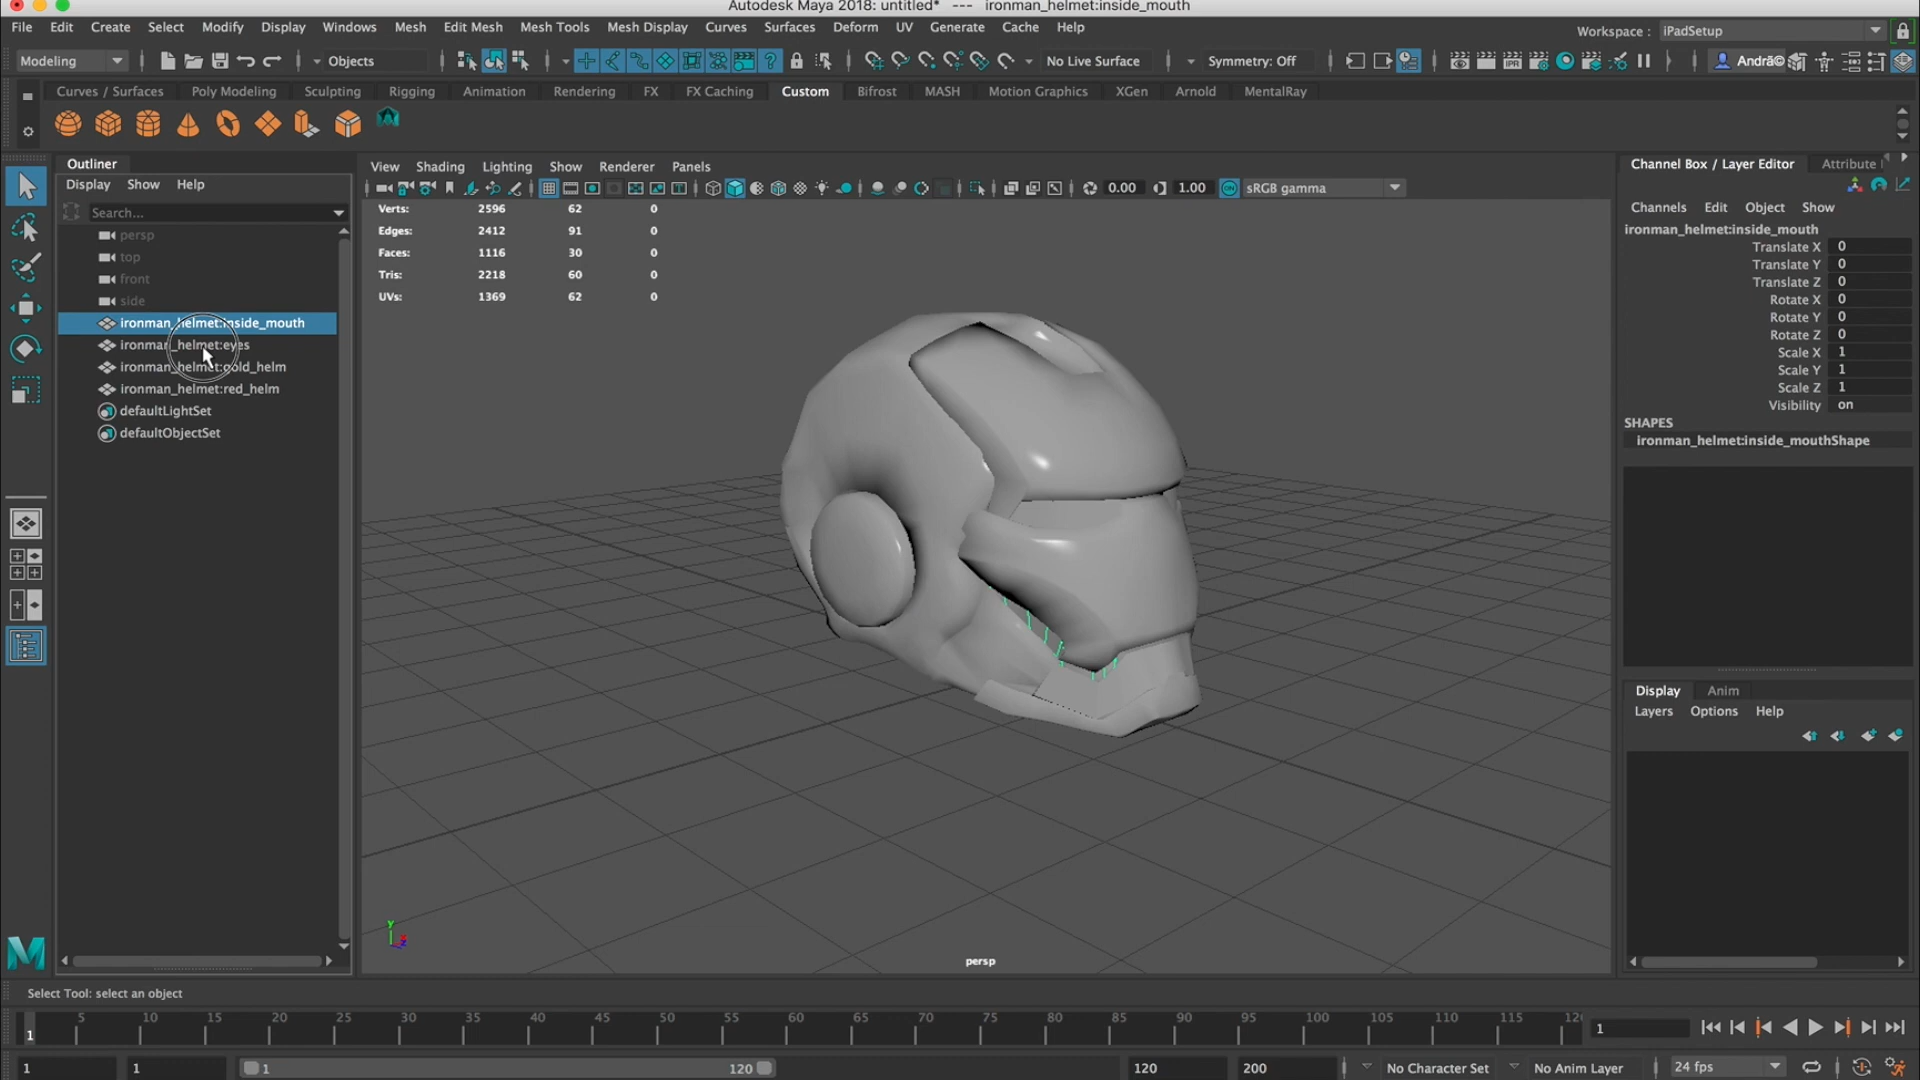 Autodesk Maya 2018: untitled* --- ironman_helmet:inside_mouth
File Edit Create Select Modify Display Windows Mesh Edit Mesh Mesh Tools Mesh Display Curves Surfaces Deform UV Generate Cache Help
Workspace : iPadSetup
Modeling Objects No Live Surface Symmetry: Off
Curves / Surfaces Poly Modeling Sculpting Rigging Animation Rendering FX FX Caching Custom Bifrost MASH Motion Graphics XGen Arnold MentalRay
Outliner
Display Show Help
Search...
persp
top
front
side
ironman_helmet:inside_mouth
ironman_helmet:eyes
ironman_helmet:gold_helm
ironman_helmet:red_helm
defaultLightSet
defaultObjectSet
View Shading Lighting Show Renderer Panels
0.00 1.00 sRGB gamma
Verts: 2596 62 0
Edges: 2412 91 0
Faces: 1116 30 0
Tris: 2218 60 0
UVs: 1369 62 0
persp
Channel Box / Layer Editor Attribute
Channels Edit Object Show
ironman_helmet:inside_mouth
Translate X 0
Translate Y 0
Translate Z 0
Rotate X 0
Rotate Y 0
Rotate Z 0
Scale X 1
Scale Y 1
Scale Z 1
Visibility on
SHAPES
ironman_helmet:inside_mouthShape
Display Anim
Layers Options Help
Select Tool: select an object
1 5 10 15 20 25 30 35 40 45 50 55 60 65 70 75 80 85 90 95 100 105 110 115 1
1 1 1 120 120 200 No Character Set No Anim Layer 24 fps